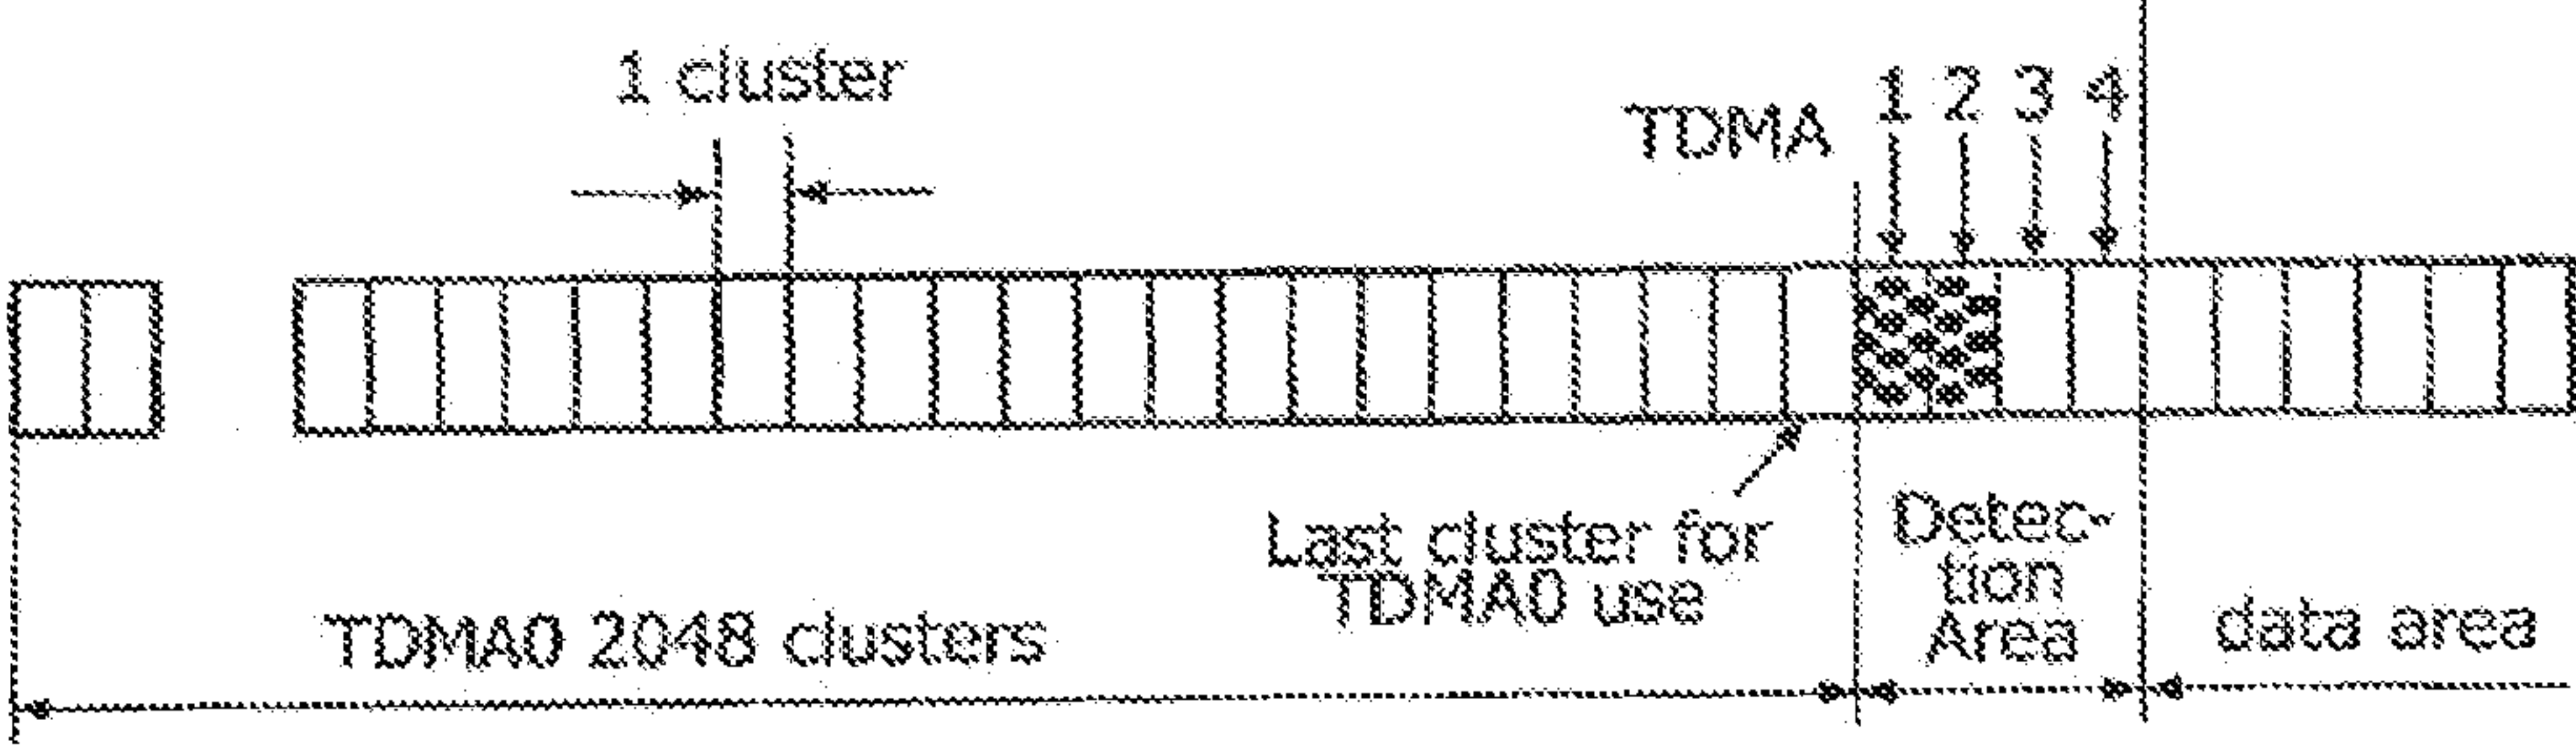 1 cluster
TDMA 1 2 3 4
Last cluster for
TDMA0 use
Detec-
tion
Area
TDMA0 2048 clusters
data area